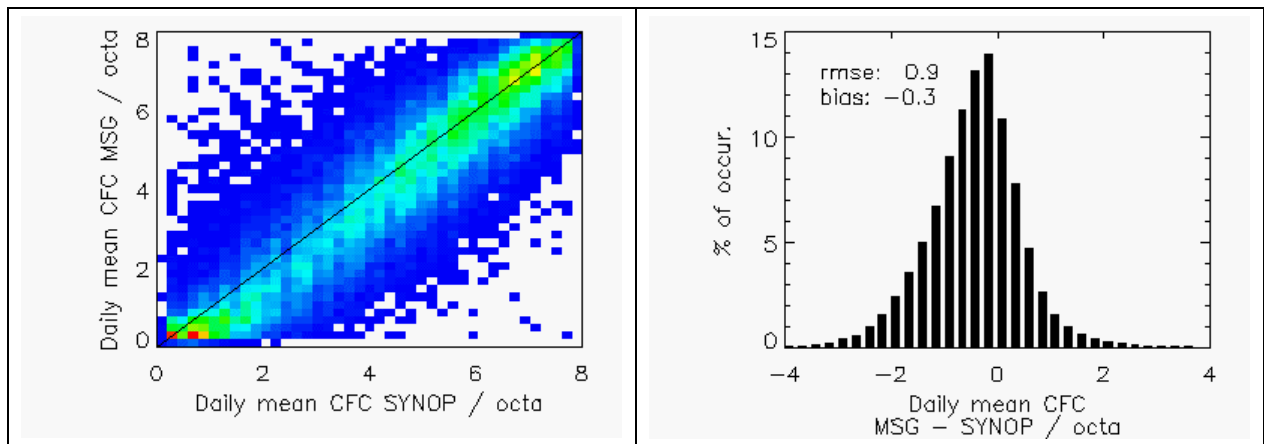 8
6
4
2
0
Daily mean CFC MSG / octa
0 2 4 6 8
Daily mean CFC SYNOP / octa
15
10
5
0
% of occur.
rmse: 0.9
bias: −0.3
−4 −2 0 2 4
Daily mean CFC
MSG − SYNOP / octa